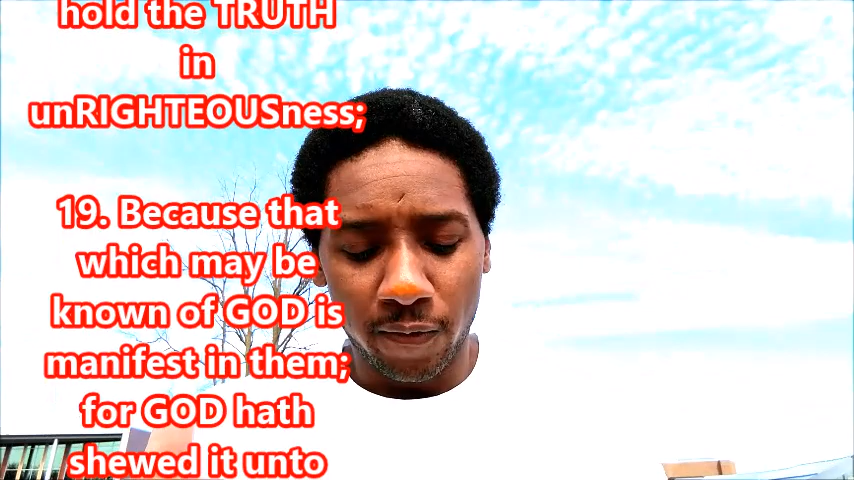 hold the TRUTH
in
unRIGHTEOUSness;
19. Because that
which may be
known of GOD is
manifest in them;
for GOD hath
shewed it unto